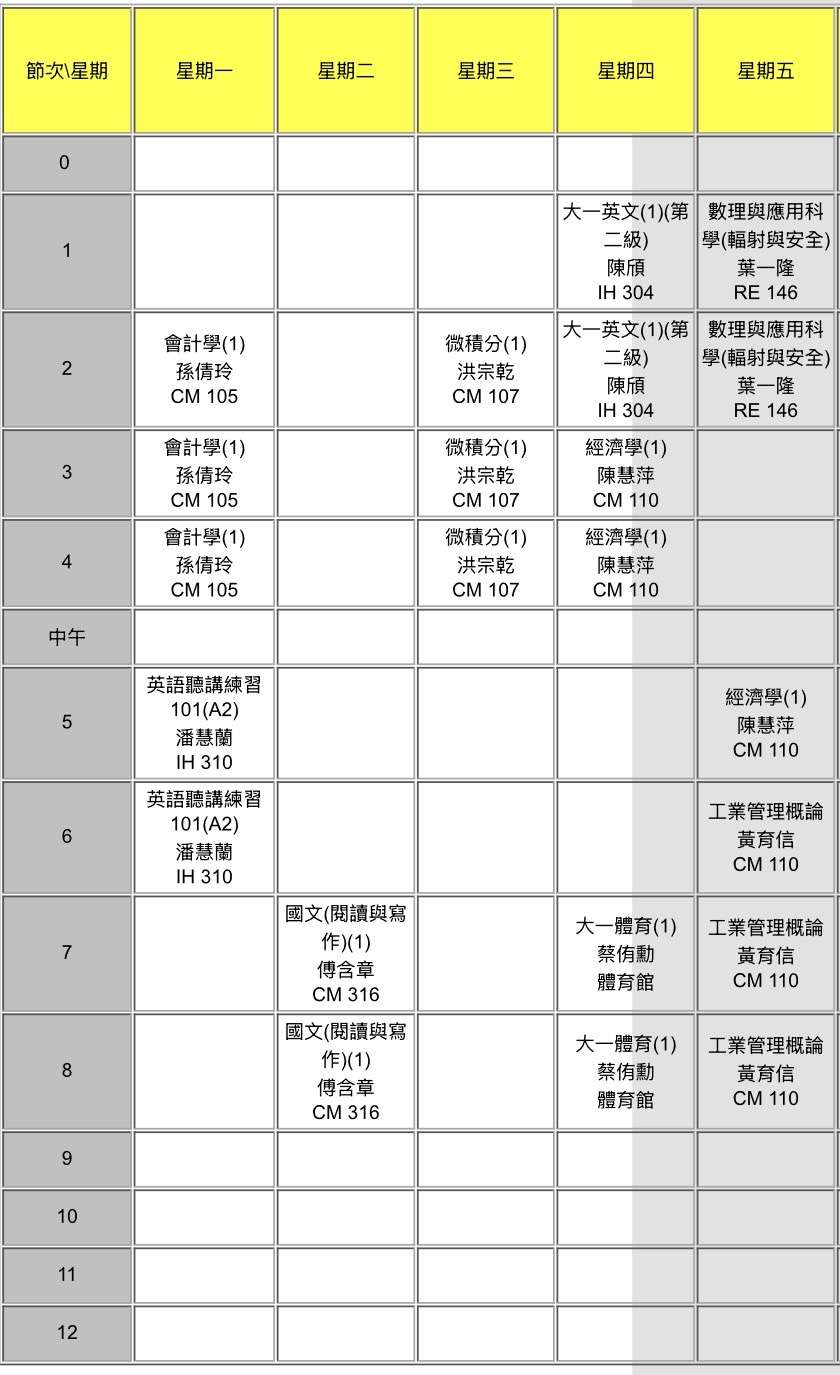 節次\星期 星期一 星期二 星期三 星期四 星期五
0
1
大一英文(1)(第
二級)
陳頎
IH 304
數理與應用科
學(輻射與安全)
葉一隆
RE 146
2
會計學(1)
孫倩玲
CM 105
微積分(1)
洪宗乾
CM 107
大一英文(1)(第
二級)
陳頎
IH 304
數理與應用科
學(輻射與安全)
葉一隆
RE 146
3
會計學(1)
孫倩玲
CM 105
微積分(1)
洪宗乾
CM 107
經濟學(1)
陳慧萍
CM 110
4
會計學(1)
孫倩玲
CM 105
微積分(1)
洪宗乾
CM 107
經濟學(1)
陳慧萍
CM 110
中午
5
英語聽講練習
101(A2)
潘慧蘭
IH 310
經濟學(1)
陳慧萍
CM 110
6
英語聽講練習
101(A2)
潘慧蘭
IH 310
工業管理概論
黃育信
CM 110
7
國文(閱讀與寫
作)(1)
傅含章
CM 316
大一體育(1)
蔡侑勳
體育館
工業管理概論
黃育信
CM 110
8
國文(閱讀與寫
作)(1)
傅含章
CM 316
大一體育(1)
蔡侑勳
體育館
工業管理概論
黃育信
CM 110
9
10
11
12